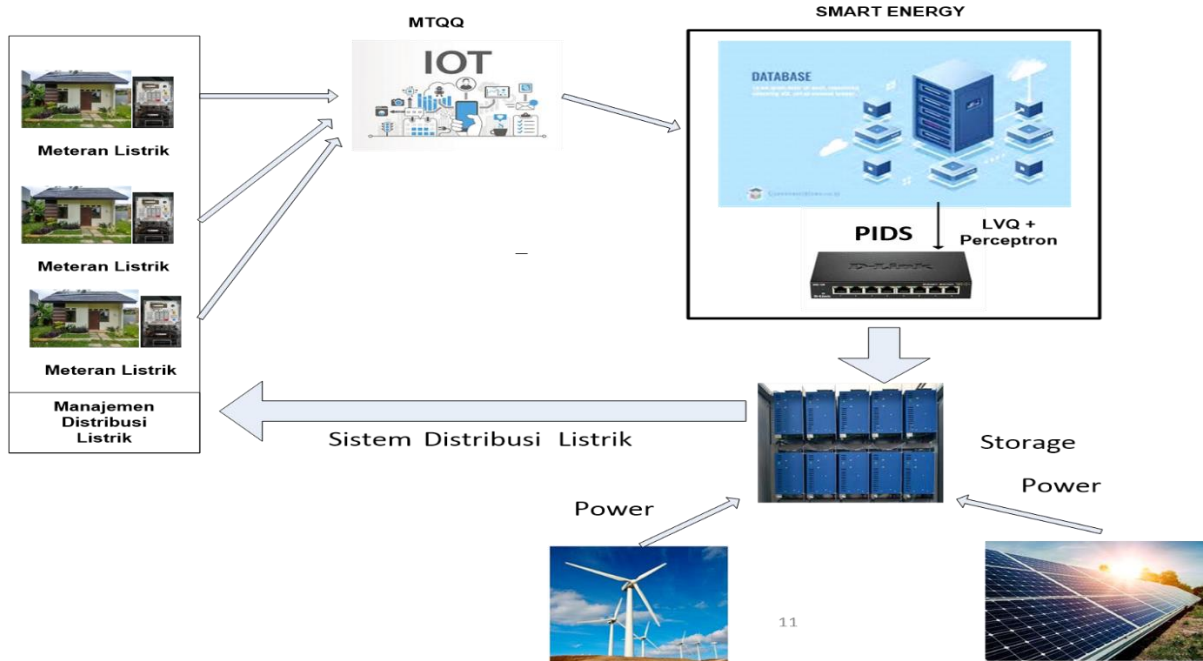 MTQQ
SMART ENERGY
IOT
DATABASE
Meteran Listrik
Meteran Listrik
Meteran Listrik
Manajemen
Distribusi
Listrik
LVQ +
Perceptron
PIDS
D-Link
Sistem Distribusi Listrik
Storage
Power
Power
11